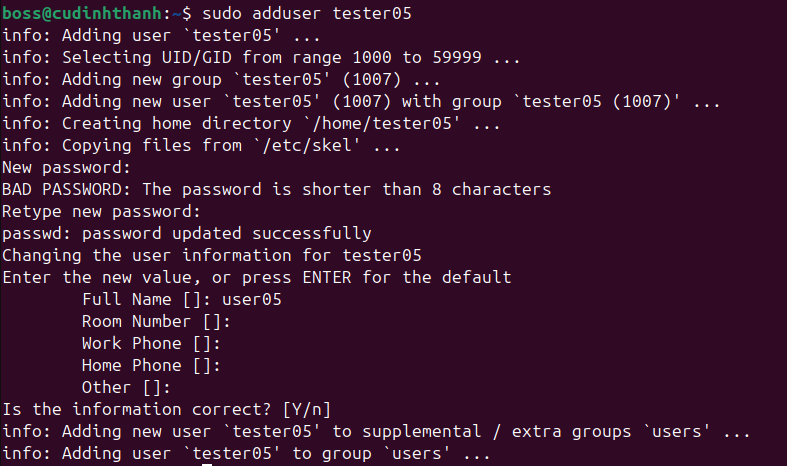 boss@cudinhthanh:~$ sudo adduser tester05
info: Adding user `tester05' ...
info: Selecting UID/GID from range 1000 to 59999 ...
info: Adding new group `tester05' (1007) ...
info: Adding new user `tester05' (1007) with group `tester05 (1007)' ...
info: Creating home directory `/home/tester05' ...
info: Copying files from `/etc/skel' ...
New password:
BAD PASSWORD: The password is shorter than 8 characters
Retype new password:
passwd: password updated successfully
Changing the user information for tester05
Enter the new value, or press ENTER for the default
        Full Name []: user05
        Room Number []:
        Work Phone []:
        Home Phone []:
        Other []:
Is the information correct? [Y/n]
info: Adding new user `tester05' to supplemental / extra groups `users' ...
info: Adding user `tester05' to group `users' ...